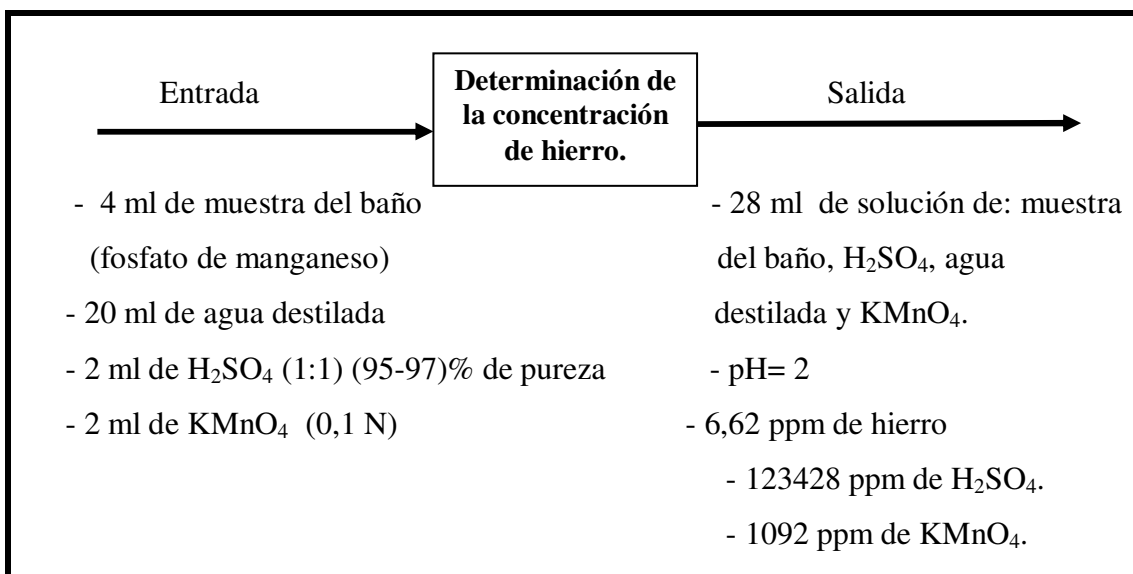 Entrada
Determinación de
la concentración
de hierro.
Salida
- 4 ml de muestra del baño
(fosfato de manganeso)
- 20 ml de agua destilada
- 2 ml de H₂SO₄ (1:1) (95-97)% de pureza
- 2 ml de KMnO₄ (0,1 N)
- 28 ml de solución de: muestra
del baño, H₂SO₄, agua
destilada y KMnO₄.
- pH= 2
- 6,62 ppm de hierro
- 123428 ppm de H₂SO₄.
- 1092 ppm de KMnO₄.